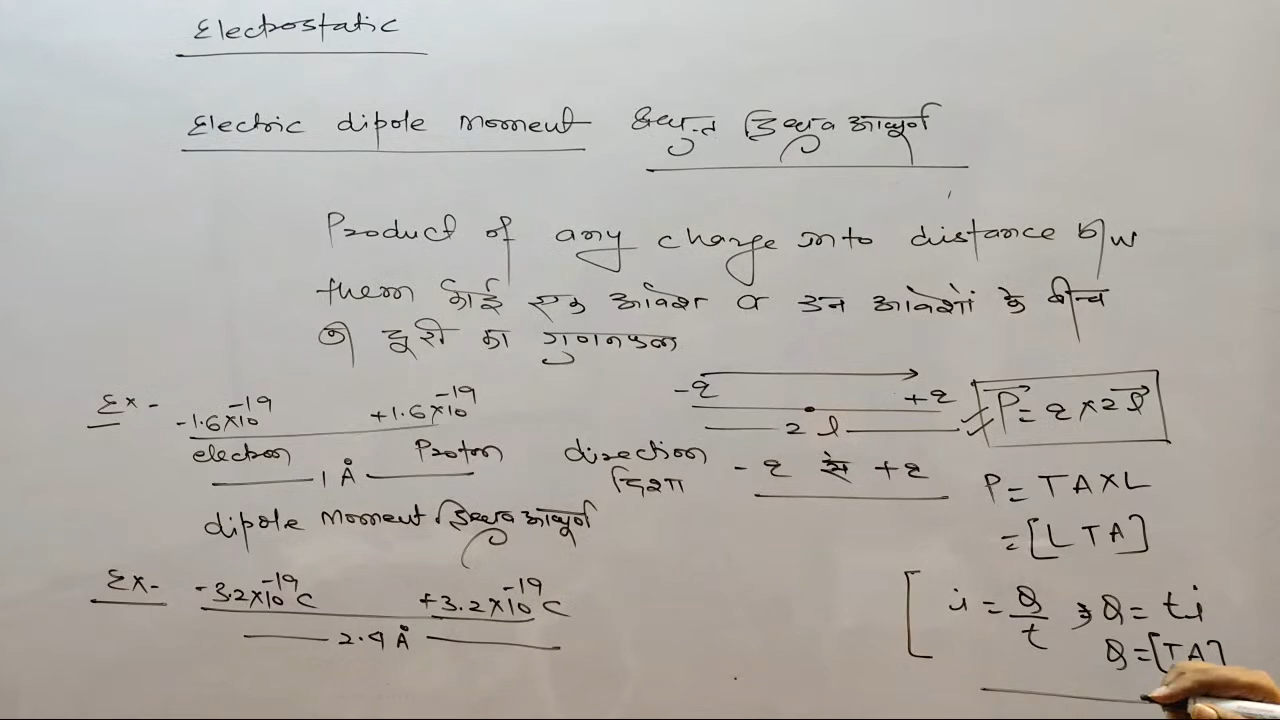 Electrostatic
Electric dipole moment विधुत द्विध्रुव आघूर्ण
Product of any charge into distance b/w
them कोई एक आवेश व उन आवेशों के बीच
की दूरी का गुणनफल
Ex - -1.6×10⁻¹⁹ +1.6×10⁻¹⁹
electron Proton
1 Å
dipole moment द्विध्रुव आघूर्ण
Ex- -3.2×10⁻¹⁹ C +3.2×10⁻¹⁹ C
2.4 Å
-q +q
2 l
direction -q से +q
दिशा
P⃗ = q × 2l⃗
P = TA×L
= [L T A]
i = Q/t ⇒ Q = ti
Q = [TA]